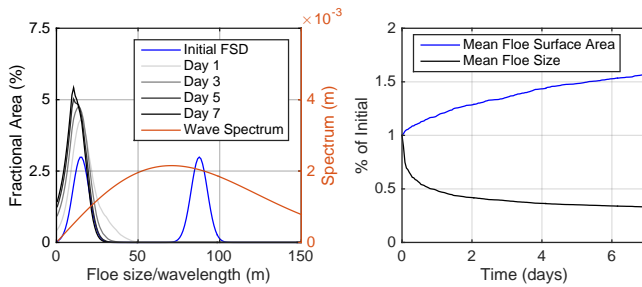 ×10⁻³
7.5
5
2.5
0
Fractional Area (%)
Initial FSD
Day 1
Day 3
Day 5
Day 7
Wave Spectrum
4
2
0
Spectrum (m)
0 50 100 150
Floe size/wavelength (m)
2
1.5
1
0.5
0
% of Initial
Mean Floe Surface Area
Mean Floe Size
0 2 4 6
Time (days)